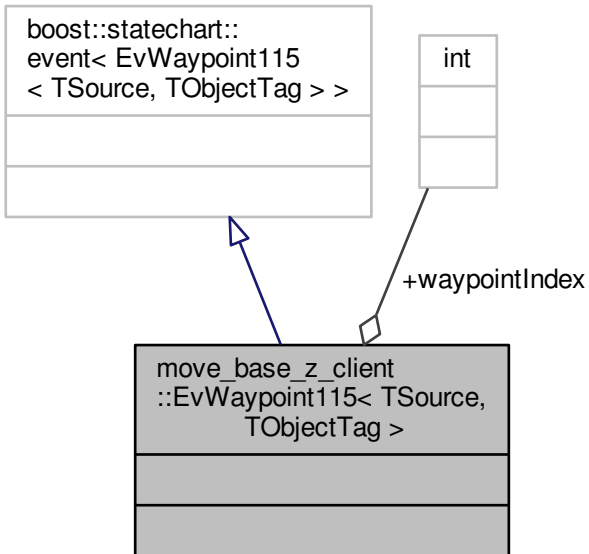 boost::statechart::
event< EvWaypoint115
< TSource, TObjectTag > >
int
+waypointIndex
move_base_z_client
::EvWaypoint115< TSource,
TObjectTag >